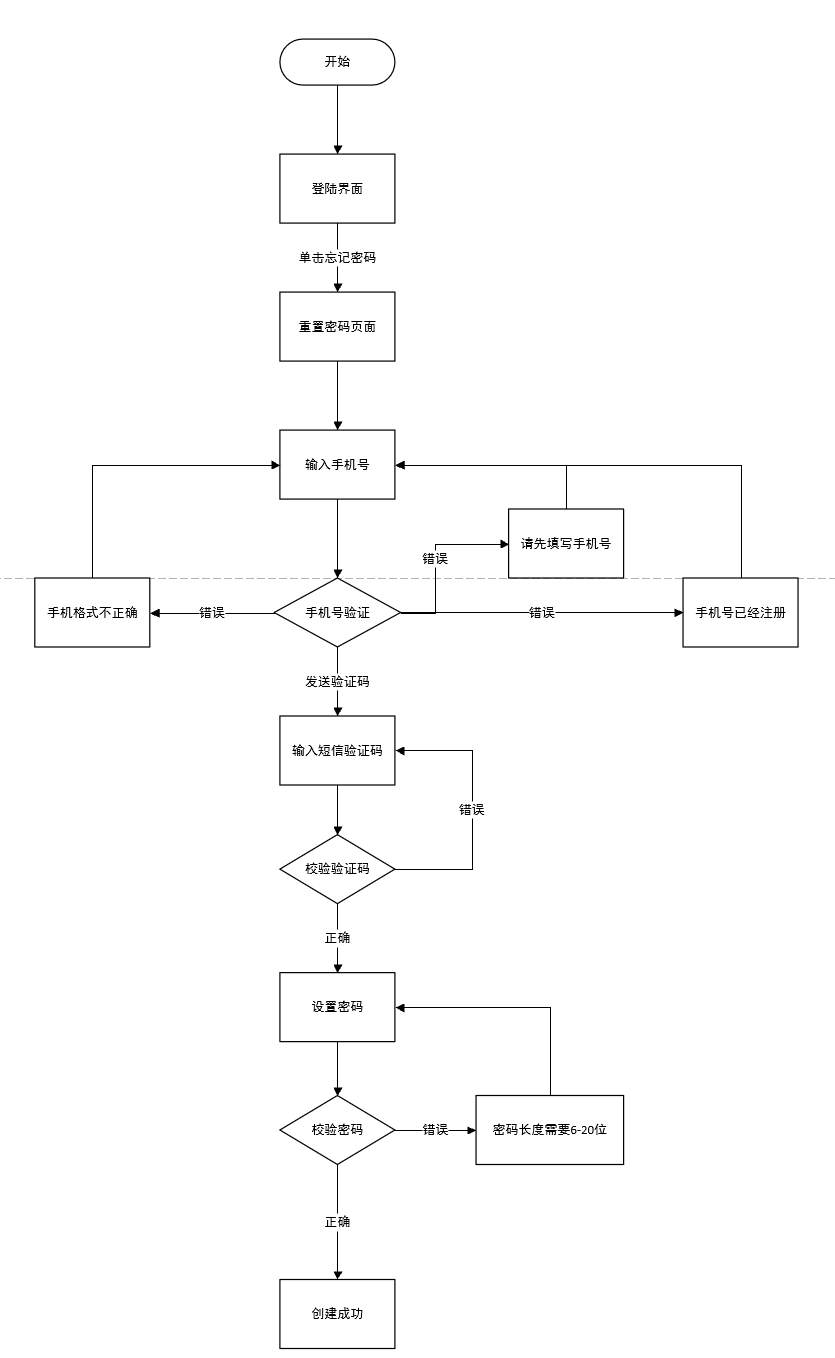 开始
登陆界面
单击忘记密码
重置密码页面
输入手机号
请先填写手机号
错误
手机格式不正确
错误
手机号验证
错误
手机号已经注册
发送验证码
输入短信验证码
错误
校验验证码
正确
设置密码
校验密码
错误
密码长度需要6-20位
正确
创建成功